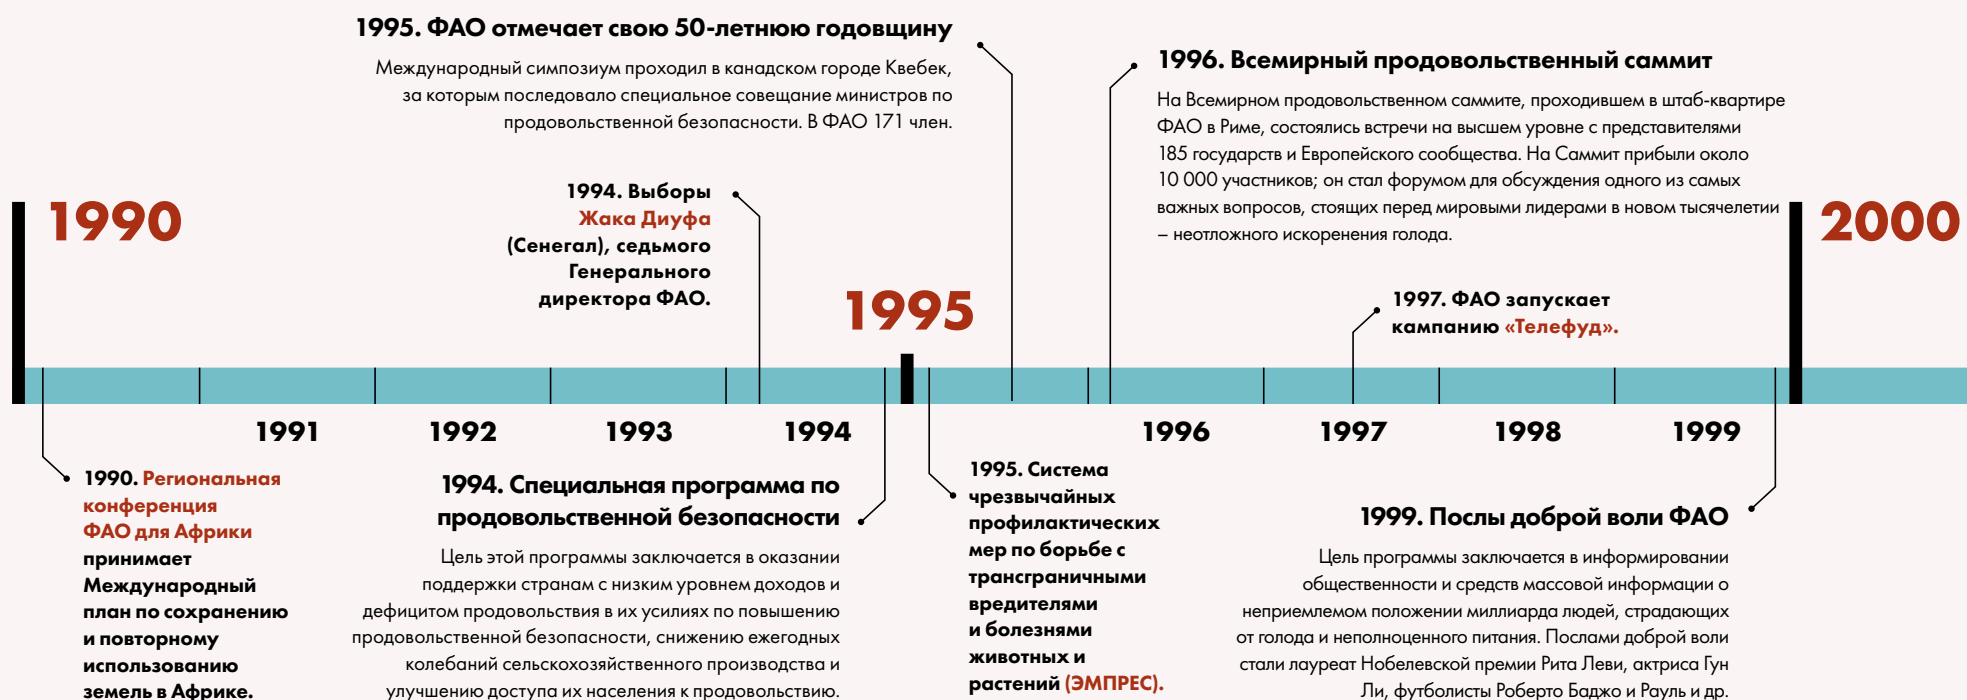 1995. ФАО отмечает свою 50-летнюю годовщину
Международный симпозиум проходил в канадском городе Квебек,
за которым последовало специальное совещание министров по
продовольственной безопасности. В ФАО 171 член.
1996. Всемирный продовольственный саммит
На Всемирном продовольственном саммите, проходившем в штаб-квартире
ФАО в Риме, состоялись встречи на высшем уровне с представителями
185 государств и Европейского сообщества. На Саммит прибыли около
10 000 участников; он стал форумом для обсуждения одного из самых
важных вопросов, стоящих перед мировыми лидерами в новом тысячелетии
– неотложного искоренения голода.
1994. Выборы
Жака Диуфа
(Сенегал), седьмого
Генерального
директора ФАО.
1990
1995
2000
1997. ФАО запускает
кампанию «Телефуд».
1991
1992
1993
1994
1996
1997
1998
1999
1990. Региональная
конференция
ФАО для Африки
принимает
Международный
план по сохранению
и повторному
использованию
земель в Африке.
1994. Специальная программа по
продовольственной безопасности
Цель этой программы заключается в оказании
поддержки странам с низким уровнем доходов и
дефицитом продовольствия в их усилиях по повышению
продовольственной безопасности, снижению ежегодных
колебаний сельскохозяйственного производства и
улучшению доступа их населения к продовольствию.
1995. Система
чрезвычайных
профилактических
мер по борьбе с
трансграничными
вредителями
и болезнями
животных и
растений (ЭМПРЕС).
1999. Послы доброй воли ФАО
Цель программы заключается в информировании
общественности и средств массовой информации о
неприемлемом положении миллиарда людей, страдающих
от голода и неполноценного питания. Послами доброй воли
стали лауреат Нобелевской премии Рита Леви, актриса Гун
Ли, футболисты Роберто Баджо и Рауль и др.